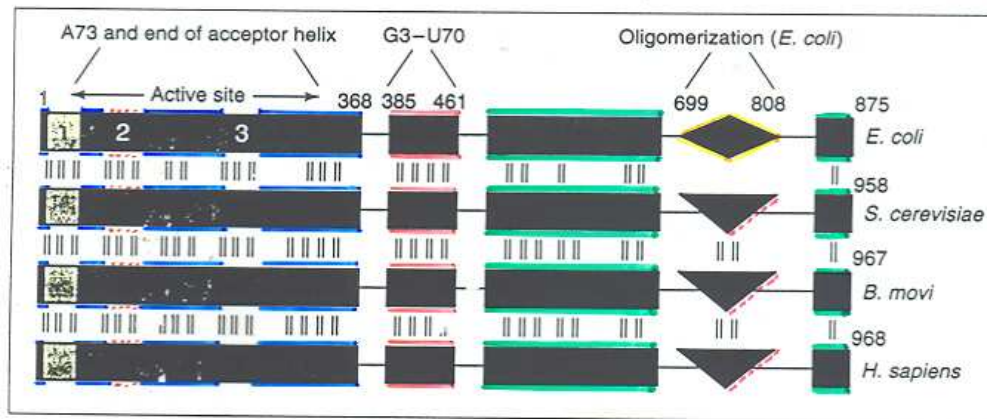 A73 and end of acceptor helix G3–U70 Oligomerization (E. coli)
1 Active site 368 385 461 699 808 875
1 2 3 E. coli
958
S. cerevisiae
967
B. movi
968
H. sapiens